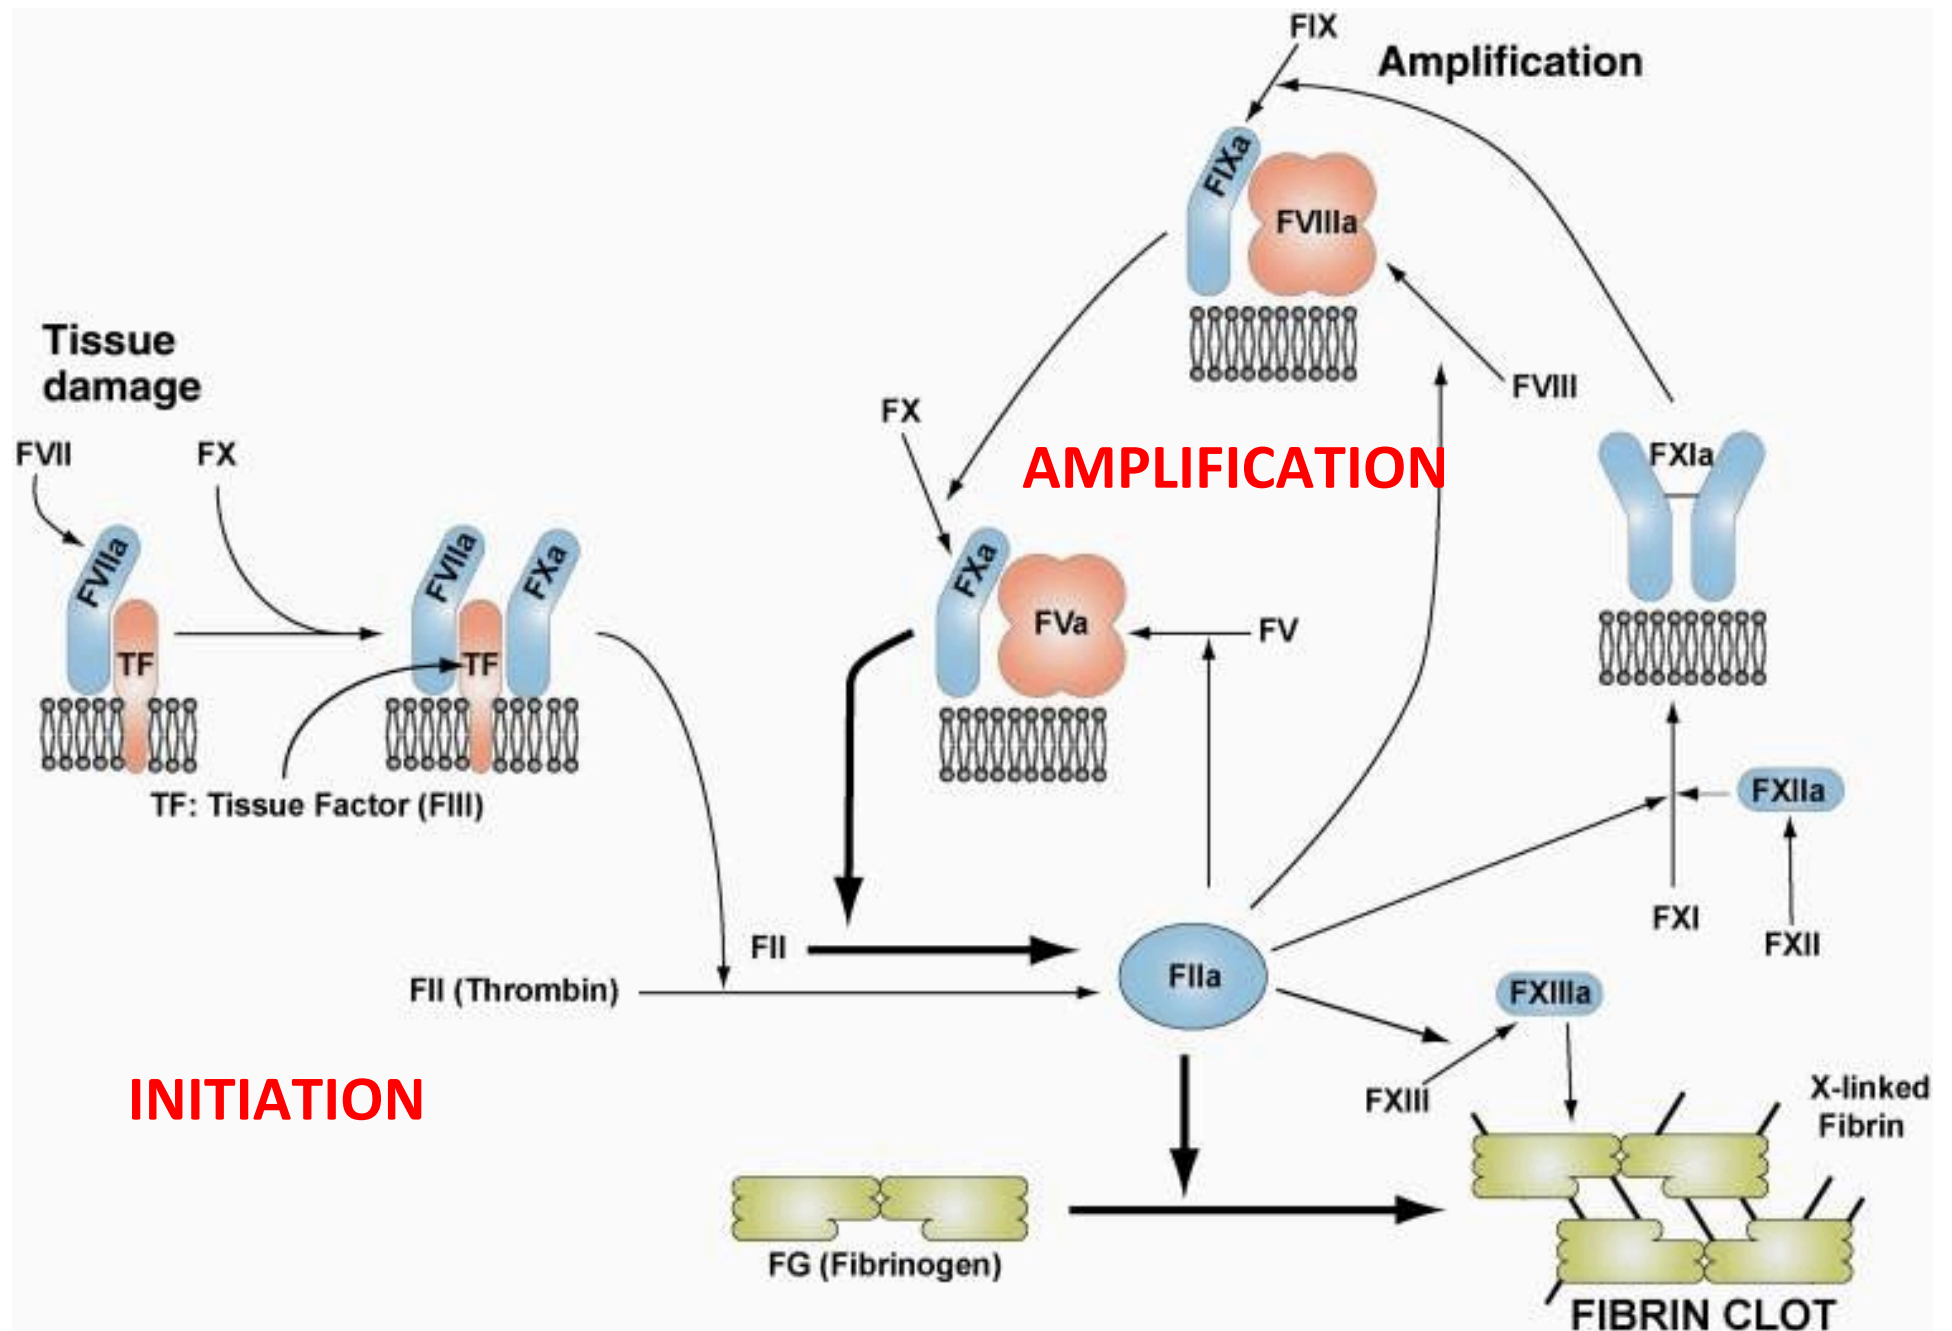 FIX
Amplification
FIXa
FVIIIa
Tissue
damage
FVIII
FX
FVII
FX
AMPLIFICATION
FXIa
FVIIa
FVIIa
FXa
FXa
FVa
FV
TF
TF
FXIIa
TF: Tissue Factor (FIII)
FXI
FXII
FII
FIIa
FII (Thrombin)
FXIIIa
INITIATION
FXIII
X-linked
Fibrin
FG (Fibrinogen)
FIBRIN CLOT